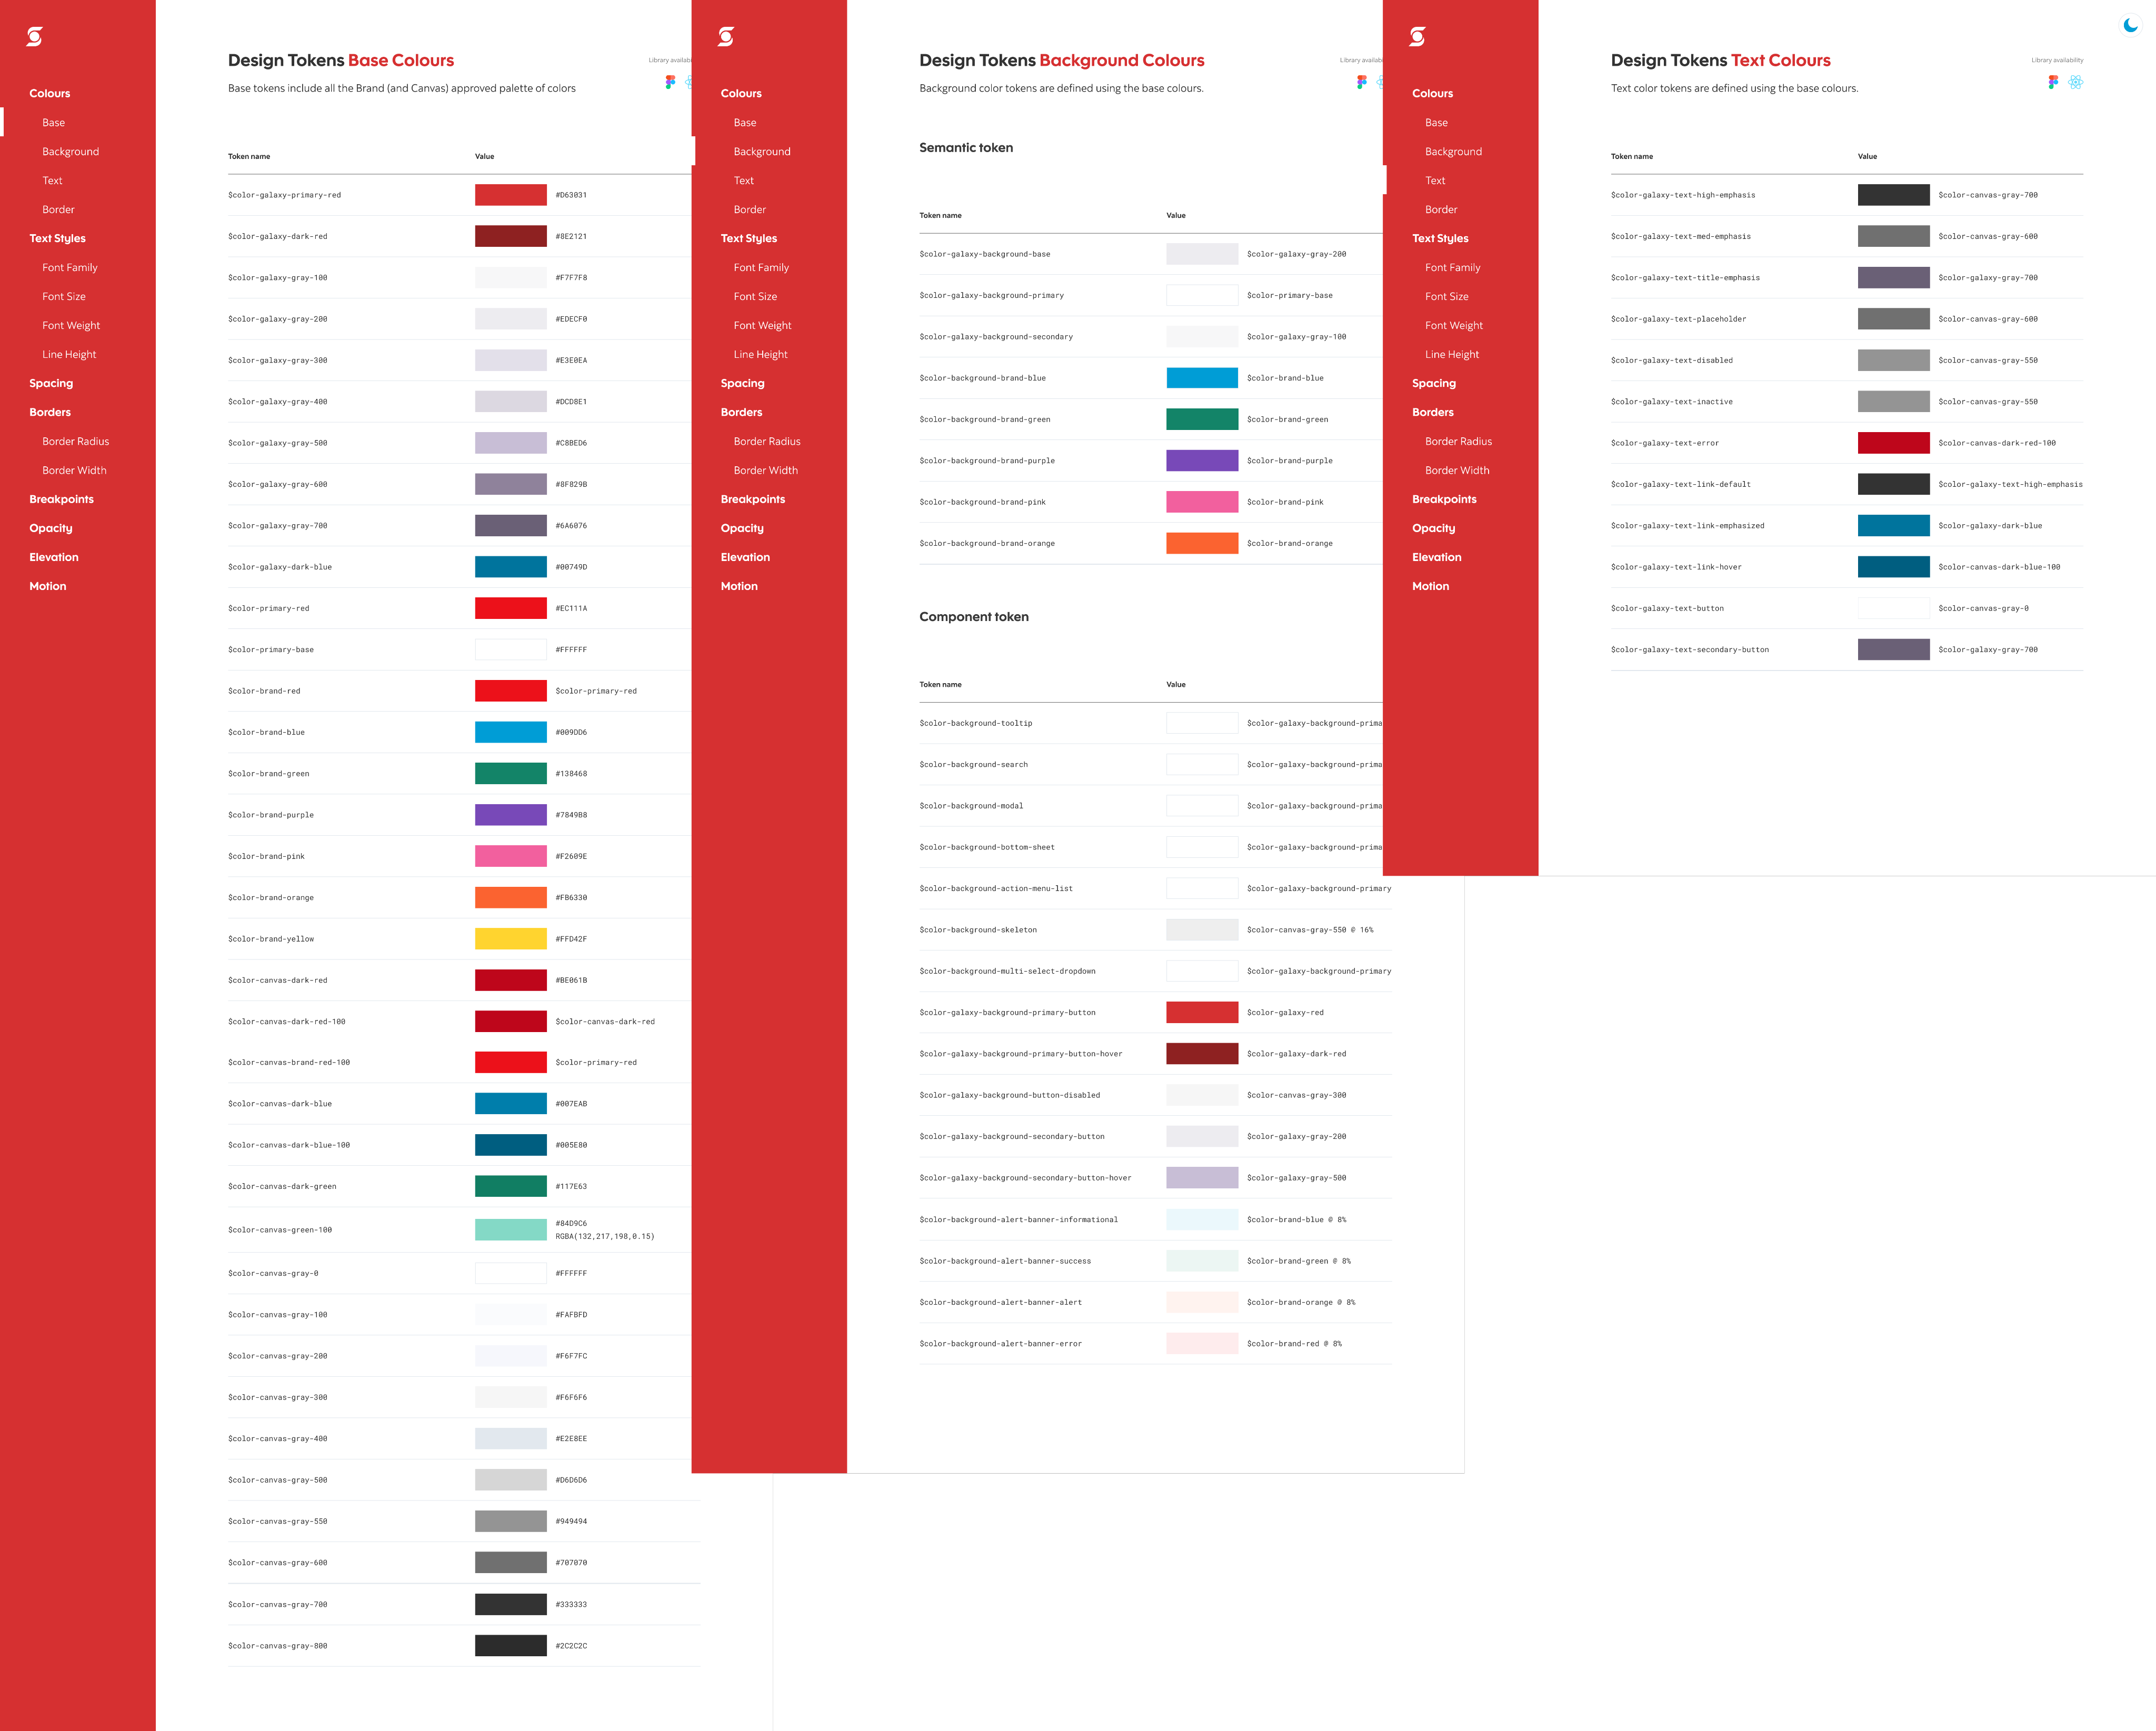 Colours
Base
Background
Text
Border
Text Styles
Font Family
Font Size
Font Weight
Line Height
Spacing
Borders
Border Radius
Border Width
Breakpoints
Opacity
Elevation
Motion
Design Tokens Base Colours
Library availabi
Base tokens include all the Brand (and Canvas) approved palette of colors
Token name Value
$color-galaxy-primary-red #D63031
$color-galaxy-dark-red #8E2121
$color-galaxy-gray-100 #F7F7F8
$color-galaxy-gray-200 #EDECF0
$color-galaxy-gray-300 #E3E0EA
$color-galaxy-gray-400 #DCD8E1
$color-galaxy-gray-500 #C8BED6
$color-galaxy-gray-600 #8F829B
$color-galaxy-gray-700 #6A6076
$color-galaxy-dark-blue #00749D
$color-primary-red #EC111A
$color-primary-base #FFFFFF
$color-brand-red $color-primary-red
$color-brand-blue #009DD6
$color-brand-green #138468
$color-brand-purple #7849B8
$color-brand-pink #F2609E
$color-brand-orange #FB6330
$color-brand-yellow #FFD42F
$color-canvas-dark-red #BE061B
$color-canvas-dark-red-100 $color-canvas-dark-red
$color-canvas-brand-red-100 $color-primary-red
$color-canvas-dark-blue #007EAB
$color-canvas-dark-blue-100 #005E80
$color-canvas-dark-green #117E63
$color-canvas-green-100 #84D9C6
RGBA(132,217,198,0.15)
$color-canvas-gray-0 #FFFFFF
$color-canvas-gray-100 #FAFBFD
$color-canvas-gray-200 #F6F7FC
$color-canvas-gray-300 #F6F6F6
$color-canvas-gray-400 #E2E8EE
$color-canvas-gray-500 #D6D6D6
$color-canvas-gray-550 #949494
$color-canvas-gray-600 #707070
$color-canvas-gray-700 #333333
$color-canvas-gray-800 #2C2C2C
Colours
Base
Background
Text
Border
Text Styles
Font Family
Font Size
Font Weight
Line Height
Spacing
Borders
Border Radius
Border Width
Breakpoints
Opacity
Elevation
Motion
Design Tokens Background Colours
Library availabi
Background color tokens are defined using the base colours.
Semantic token
Token name Value
$color-galaxy-background-base $color-galaxy-gray-200
$color-galaxy-background-primary $color-primary-base
$color-galaxy-background-secondary $color-galaxy-gray-100
$color-background-brand-blue $color-brand-blue
$color-background-brand-green $color-brand-green
$color-background-brand-purple $color-brand-purple
$color-background-brand-pink $color-brand-pink
$color-background-brand-orange $color-brand-orange
Component token
Token name Value
$color-background-tooltip $color-galaxy-background-prima
$color-background-search $color-galaxy-background-prima
$color-background-modal $color-galaxy-background-prima
$color-background-bottom-sheet $color-galaxy-background-prima
$color-background-action-menu-list $color-galaxy-background-primary
$color-background-skeleton $color-canvas-gray-550 @ 16%
$color-background-multi-select-dropdown $color-galaxy-background-primary
$color-galaxy-background-primary-button $color-galaxy-red
$color-galaxy-background-primary-button-hover $color-galaxy-dark-red
$color-galaxy-background-button-disabled $color-canvas-gray-300
$color-galaxy-background-secondary-button $color-galaxy-gray-200
$color-galaxy-background-secondary-button-hover $color-galaxy-gray-500
$color-background-alert-banner-informational $color-brand-blue @ 8%
$color-background-alert-banner-success $color-brand-green @ 8%
$color-background-alert-banner-alert $color-brand-orange @ 8%
$color-background-alert-banner-error $color-brand-red @ 8%
Colours
Base
Background
Text
Border
Text Styles
Font Family
Font Size
Font Weight
Line Height
Spacing
Borders
Border Radius
Border Width
Breakpoints
Opacity
Elevation
Motion
Design Tokens Text Colours
Library availability
Text color tokens are defined using the base colours.
Token name Value
$color-galaxy-text-high-emphasis $color-canvas-gray-700
$color-galaxy-text-med-emphasis $color-canvas-gray-600
$color-galaxy-text-title-emphasis $color-galaxy-gray-700
$color-galaxy-text-placeholder $color-canvas-gray-600
$color-galaxy-text-disabled $color-canvas-gray-550
$color-galaxy-text-inactive $color-canvas-gray-550
$color-galaxy-text-error $color-canvas-dark-red-100
$color-galaxy-text-link-default $color-galaxy-text-high-emphasis
$color-galaxy-text-link-emphasized $color-galaxy-dark-blue
$color-galaxy-text-link-hover $color-canvas-dark-blue-100
$color-galaxy-text-button $color-canvas-gray-0
$color-galaxy-text-secondary-button $color-galaxy-gray-700